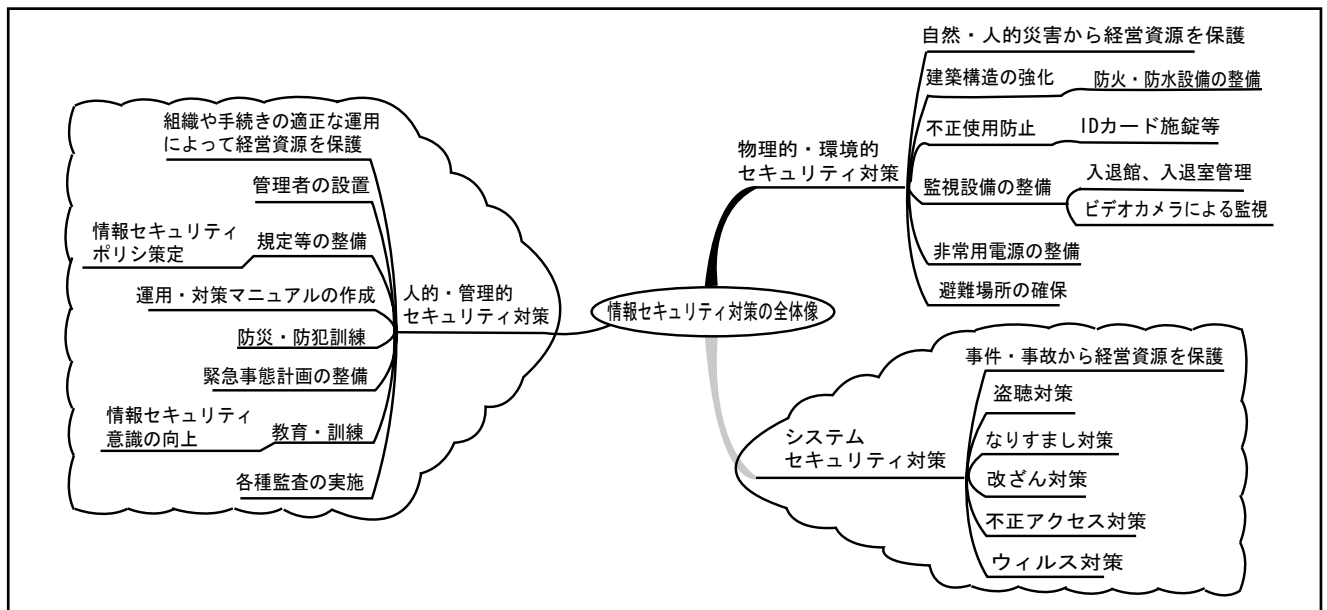 情報セキュリティ対策の全体像
物理的・環境的
セキュリティ対策
自然・人的災害から経営資源を保護
建築構造の強化
防火・防水設備の整備
不正使用防止
IDカード施錠等
監視設備の整備
入退館、入退室管理
ビデオカメラによる監視
非常用電源の整備
避難場所の確保
システム
セキュリティ対策
事件・事故から経営資源を保護
盗聴対策
なりすまし対策
改ざん対策
不正アクセス対策
ウィルス対策
人的・管理的
セキュリティ対策
組織や手続きの適正な運用
によって経営資源を保護
管理者の設置
規定等の整備
情報セキュリティ
ポリシ策定
運用・対策マニュアルの作成
防災・防犯訓練
緊急事態計画の整備
教育・訓練
情報セキュリティ
意識の向上
各種監査の実施